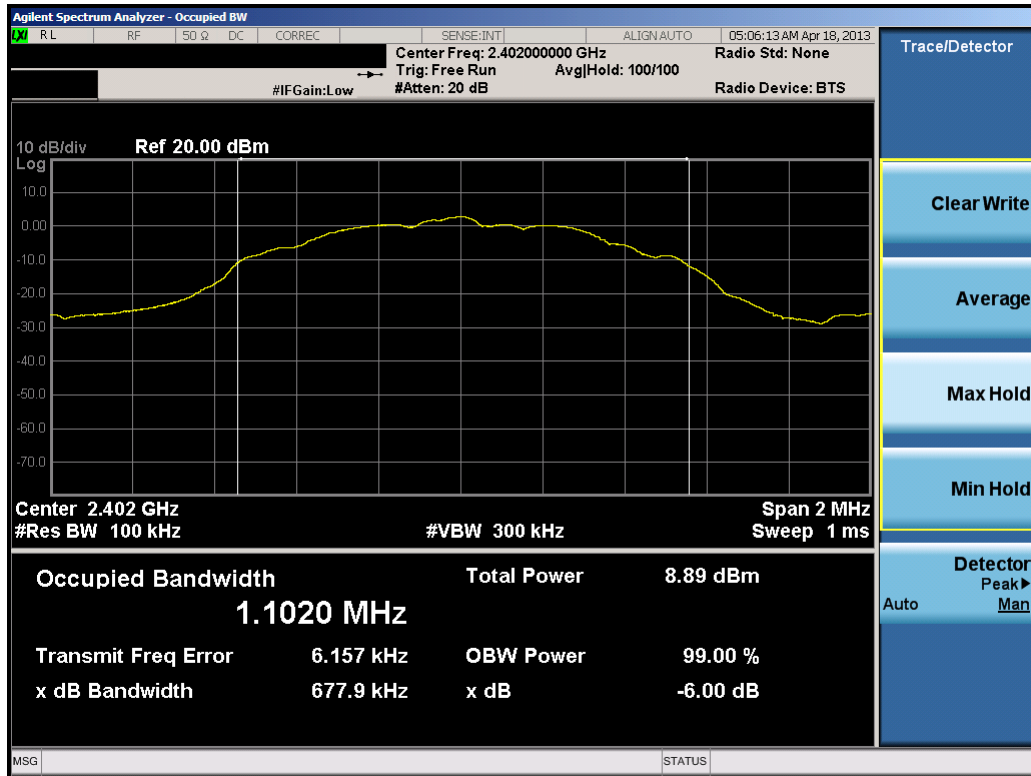 Agilent Spectrum Analyzer - Occupied BW
LXI RL RF 50 Ω DC CORREC SENSE:INT ALIGN AUTO 05:06:13 AM Apr 18, 2013
Center Freq: 2.402000000 GHz Radio Std: None
Trig: Free Run Avg|Hold: 100/100
#IFGain:Low #Atten: 20 dB Radio Device: BTS
10 dB/div Ref 20.00 dBm
Log
10.0
0.00
-10.0
-20.0
-30.0
-40.0
-50.0
-60.0
-70.0
Center 2.402 GHz Span 2 MHz
#Res BW 100 kHz #VBW 300 kHz Sweep 1 ms
Occupied Bandwidth Total Power 8.89 dBm
1.1020 MHz
Transmit Freq Error 6.157 kHz OBW Power 99.00 %
x dB Bandwidth 677.9 kHz x dB -6.00 dB
MSG STATUS
Trace/Detector
Clear Write
Average
Max Hold
Min Hold
Detector
Peak▶
Auto Man